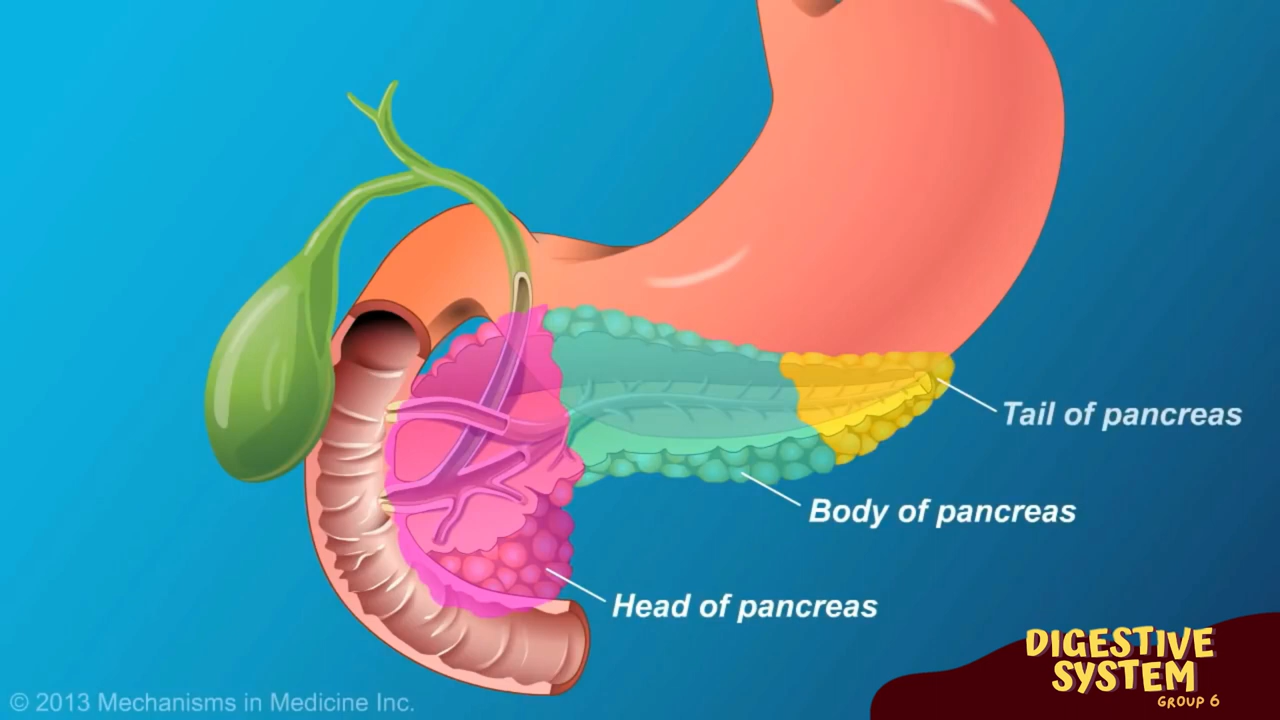 Tail of pancreas
Body of pancreas
Head of pancreas
DIGESTIVE
SYSTEM
GROUP 6
© 2013 Mechanisms in Medicine Inc.